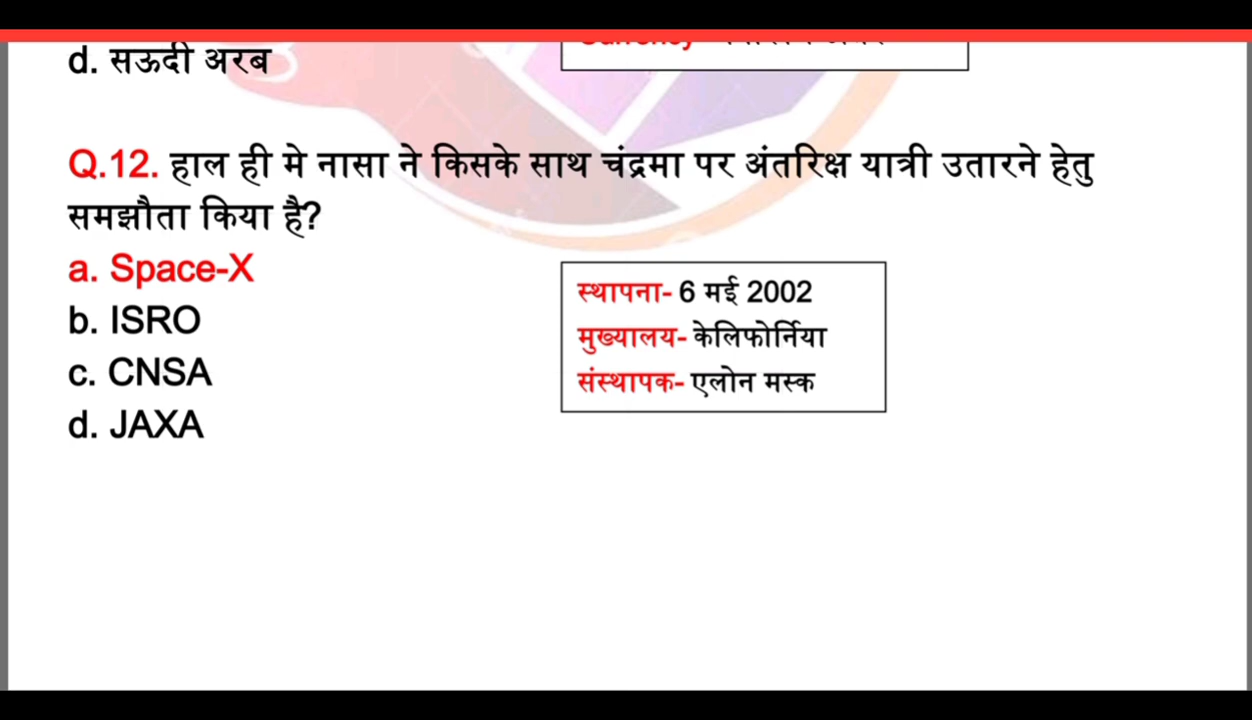 d. सऊदी अरब
Q.12. हाल ही मे नासा ने किसके साथ चंद्रमा पर अंतरिक्ष यात्री उतारने हेतु
समझौता किया है?
a. Space-X
b. ISRO
c. CNSA
d. JAXA
स्थापना- 6 मई 2002
मुख्यालय- केलिफोर्निया
संस्थापक- एलोन मस्क